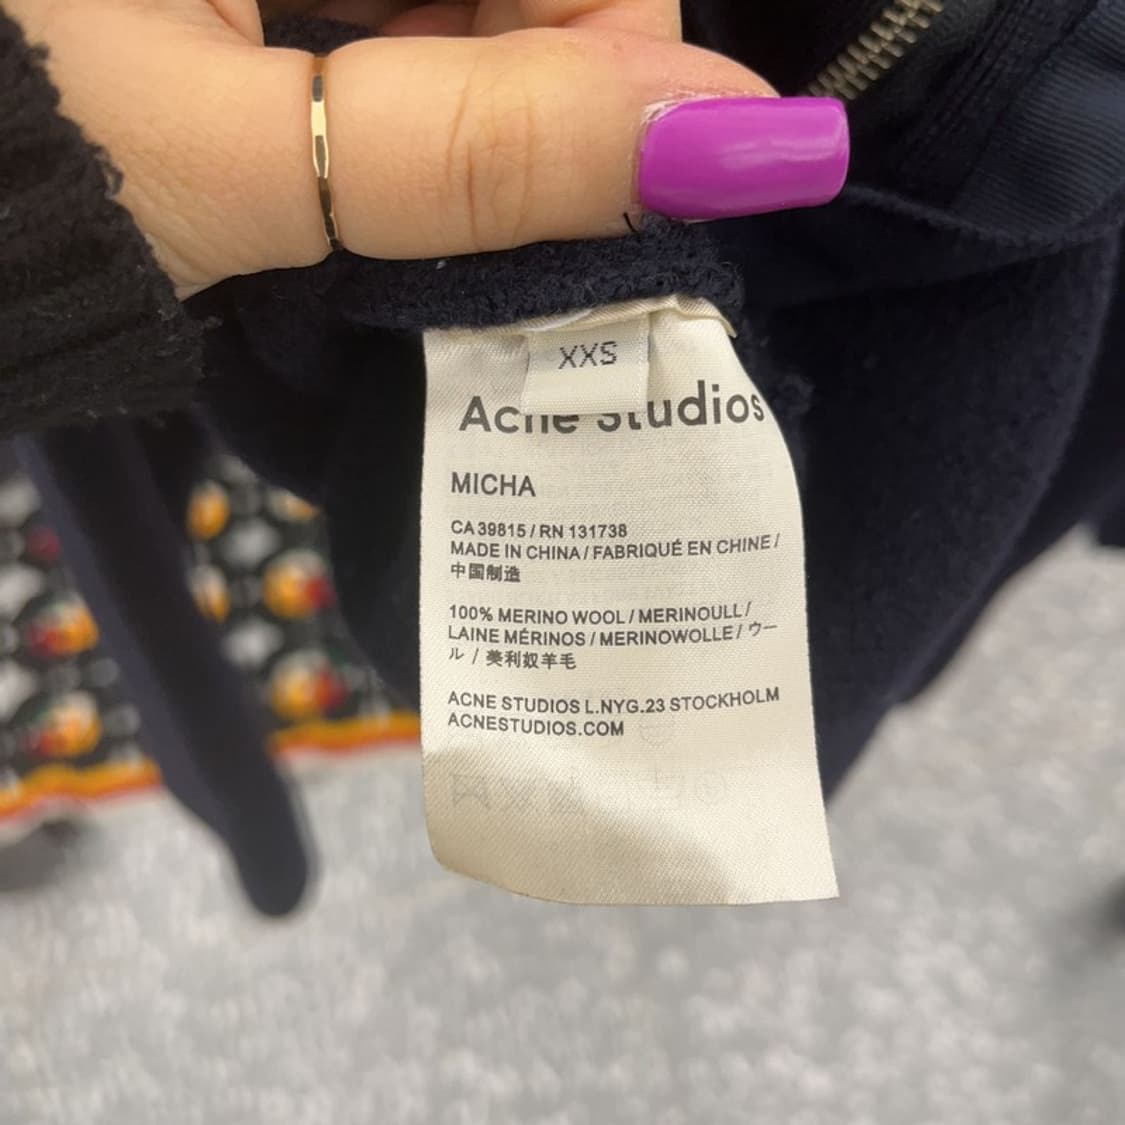 XXS
Acne Studios
MICHA
CA 39815 / RN 131738
MADE IN CHINA / FABRIQUÉ EN CHINE /
中国制造
100% MERINO WOOL / MERINOULL /
LAINE MÉRINOS / MERINOWOLLE / ウー
ル / 美利奴羊毛
ACNE STUDIOS L.NYG.23 STOCKHOLM
ACNESTUDIOS.COM